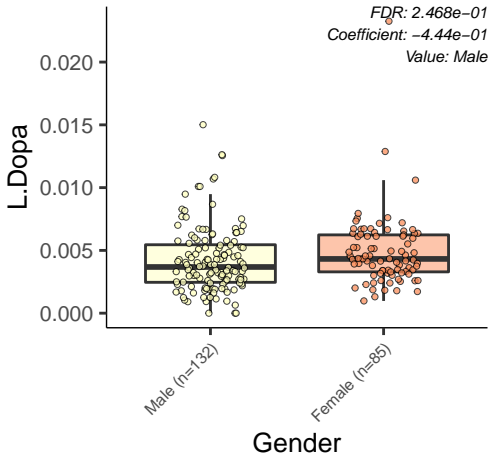 FDR: 2.468e−01
Coefficient: −4.44e−01
Value: Male
L.Dopa
0.020
0.015
0.010
0.005
0.000
Male (n=132)
Female (n=85)
Gender